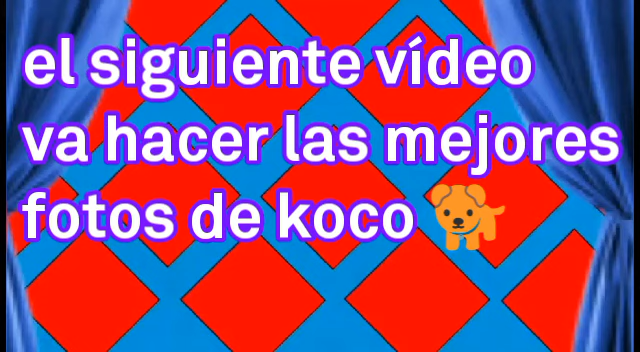 el siguiente vídeo
va hacer las mejores
fotos de koco